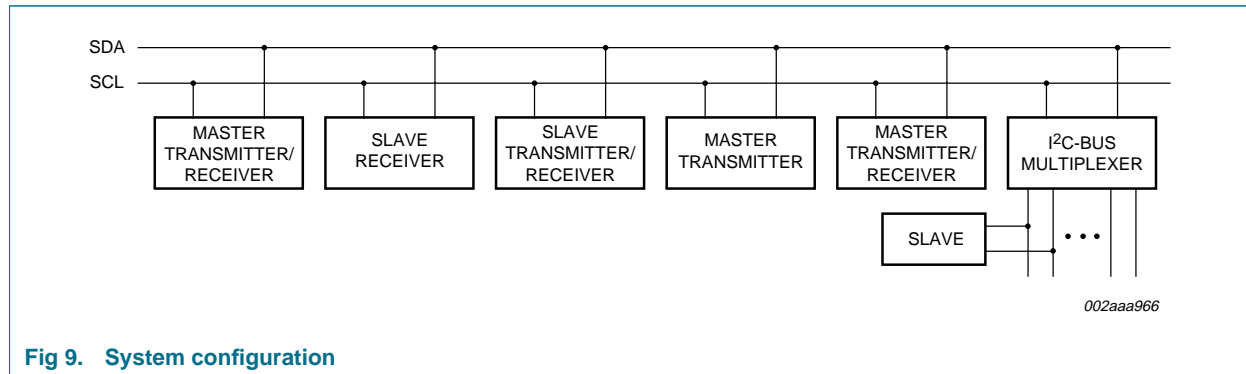 SDA
SCL
MASTER
TRANSMITTER/
RECEIVER
SLAVE
RECEIVER
SLAVE
TRANSMITTER/
RECEIVER
MASTER
TRANSMITTER
MASTER
TRANSMITTER/
RECEIVER
I²C-BUS
MULTIPLEXER
SLAVE
002aaa966
Fig 9. System configuration